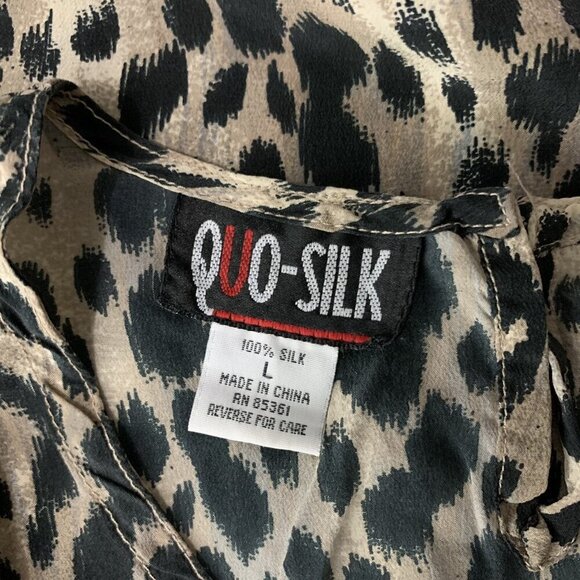 QUO-SILK
100% SILK
L
MADE IN CHINA
RN 85361
REVERSE FOR CARE